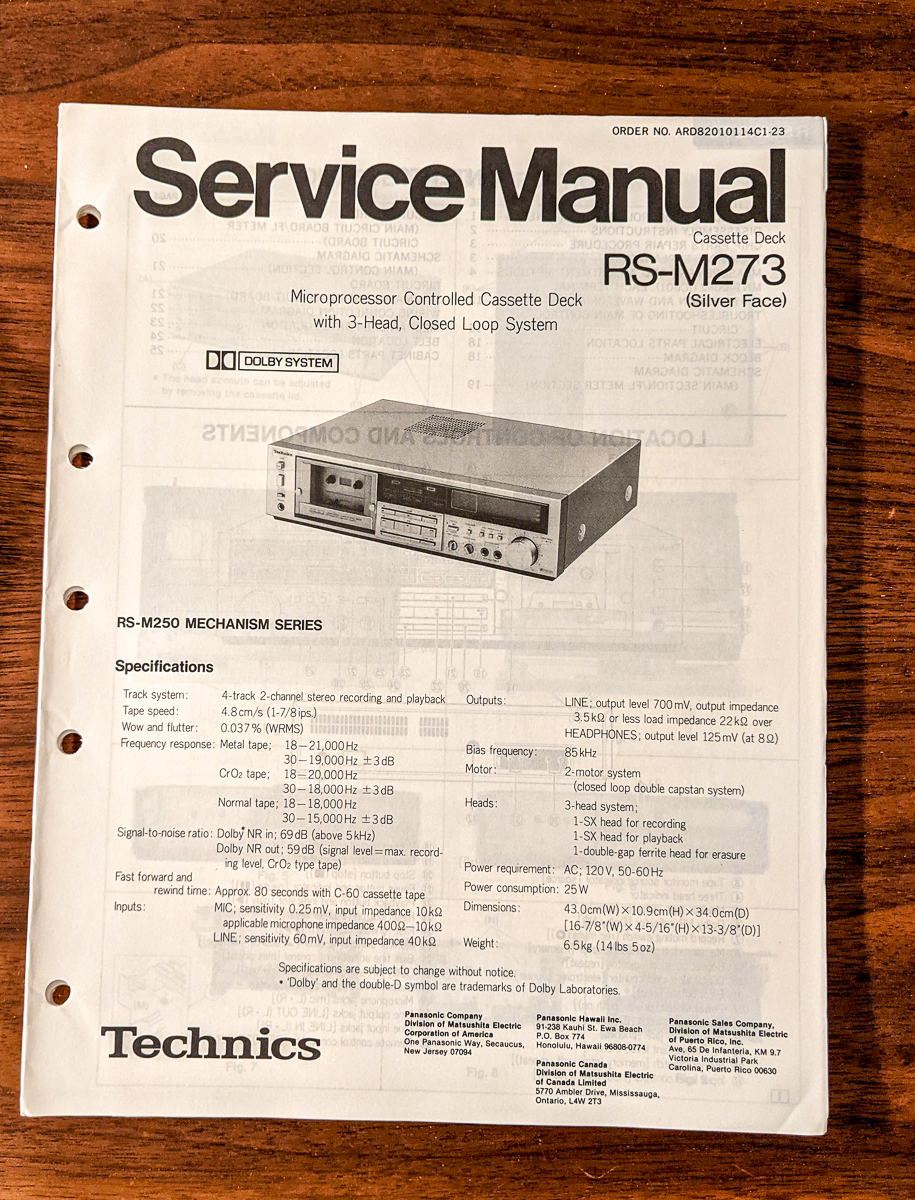 ORDER NO. ARD82010114C1-23
Service Manual
Cassette Deck
RS-M273
(Silver Face)
Microprocessor Controlled Cassette Deck
with 3-Head, Closed Loop System
DOLBY SYSTEM
Technics
RS-M250 MECHANISM SERIES
Specifications
Track system: 4-track 2-channel stereo recording and playback
Tape speed: 4.8cm/s (1-7/8ips.)
Wow and flutter: 0.037% (WRMS)
Frequency response: Metal tape; 18—21,000Hz
30—19,000Hz ±3dB
CrO2 tape; 18—20,000Hz
30—18,000Hz ±3dB
Normal tape; 18—18,000Hz
30—15,000Hz ±3dB
Signal-to-noise ratio: Dolby NR in; 69dB (above 5kHz)
Dolby NR out; 59dB (signal level=max. record-
ing level, CrO2 type tape)
Fast forward and
rewind time: Approx. 80 seconds with C-60 cassette tape
Inputs: MIC; sensitivity 0.25mV, input impedance 10kΩ
applicable microphone impedance 400Ω—10kΩ
LINE; sensitivity 60mV, input impedance 40kΩ
Outputs: LINE; output level 700mV, output impedance
3.5kΩ or less load impedance 22kΩ over
HEADPHONES; output level 125mV (at 8Ω)
Bias frequency: 85kHz
Motor: 2-motor system
(closed loop double capstan system)
Heads: 3-head system;
1-SX head for recording
1-SX head for playback
1-double-gap ferrite head for erasure
Power requirement: AC; 120V, 50-60Hz
Power consumption: 25W
Dimensions: 43.0cm(W)×10.9cm(H)×34.0cm(D)
[16-7/8"(W)×4-5/16"(H)×13-3/8"(D)]
Weight: 6.5kg (14lbs 5oz)
Specifications are subject to change without notice.
• 'Dolby' and the double-D symbol are trademarks of Dolby Laboratories.
Technics
Panasonic Company
Division of Matsushita Electric
Corporation of America
One Panasonic Way, Secaucus,
New Jersey 07094
Panasonic Hawaii Inc.
91-238 Kauhi St. Ewa Beach
P.O. Box 774
Honolulu, Hawaii 96808-0774
Panasonic Canada
Division of Matsushita Electric
of Canada Limited
5770 Ambler Drive, Mississauga,
Ontario, L4W 2T3
Panasonic Sales Company,
Division of Matsushita Electric
of Puerto Rico, Inc.
Ave, 65 De Infanteria, KM 9.7
Victoria Industrial Park
Carolina, Puerto Rico 00630